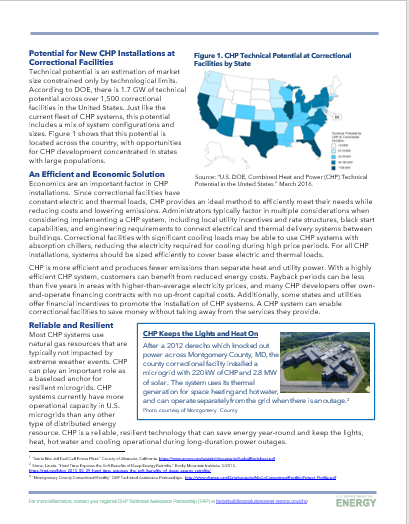 Potential for New CHP Installations at
Correctional Facilities
Technical potential is an estimation of market
size constrained only by technological limits.
According to DOE, there is 1.7 GW of technical
potential across over 1,500 correctional
facilities in the United States. Just like the
current fleet of CHP systems, this potential
includes a mix of system configurations and
sizes. Figure 1 shows that this potential is
located across the country, with opportunities
for CHP development concentrated in states
with large populations.
Figure 1. CHP Technical Potential at Correctional
Facilities by State
Source: "U.S. DOE, Combined Heat and Power (CHP) Technical
Potential in the United States." March 2016.
An Efficient and Economic Solution
Economics are an important factor in CHP
installations. Since correctional facilities have
constant electric and thermal loads, CHP provides an ideal method to efficiently meet their needs while
reducing costs and lowering emissions. Administrators typically factor in multiple considerations when
considering implementing a CHP system, including local utility incentives and rate structures, black start
capabilities, and engineering requirements to connect electrical and thermal delivery systems between
buildings. Correctional facilities with significant cooling loads may be able to use CHP systems with
absorption chillers, reducing the electricity required for cooling during high price periods. For all CHP
installations, systems should be sized efficiently to cover base electric and thermal loads.
CHP is more efficient and produces fewer emissions than separate heat and utility power. With a highly
efficient CHP system, customers can benefit from reduced energy costs. Payback periods can be less
than five years in areas with higher-than-average electricity prices, and many CHP developers offer own-
and-operate financing contracts with no up-front capital costs. Additionally, some states and utilities
offer financial incentives to promote the installation of CHP systems. A CHP system can enable
correctional facilities to save money without taking away from the services they provide.
Reliable and Resilient
Most CHP systems use
natural gas resources that are
typically not impacted by
extreme weather events. CHP
can play an important role as
a baseload anchor for
resilient microgrids. CHP
systems currently have more
operational capacity in U.S.
microgrids than any other
type of distributed energy
resource. CHP is a reliable, resilient technology that can save energy year-round and keep the lights,
heat, hot water and cooling operational during long-duration power outages.
CHP Keeps the Lights and Heat On
After a 2012 derecho which knocked out
power across Montgomery County, MD, the
county correctional facility installed a
microgrid with 220 kW of CHP and 2.8 MW
of solar. The system uses its thermal
generation for space heating and hotwater,
and can operate separately from the grid when there is an outage.²
Photo courtesy of Montgomery County
For more information, contact your regional CHP Technical Assistance Partnership (TAP)
U.S. DEPARTMENT OF
ENERGY